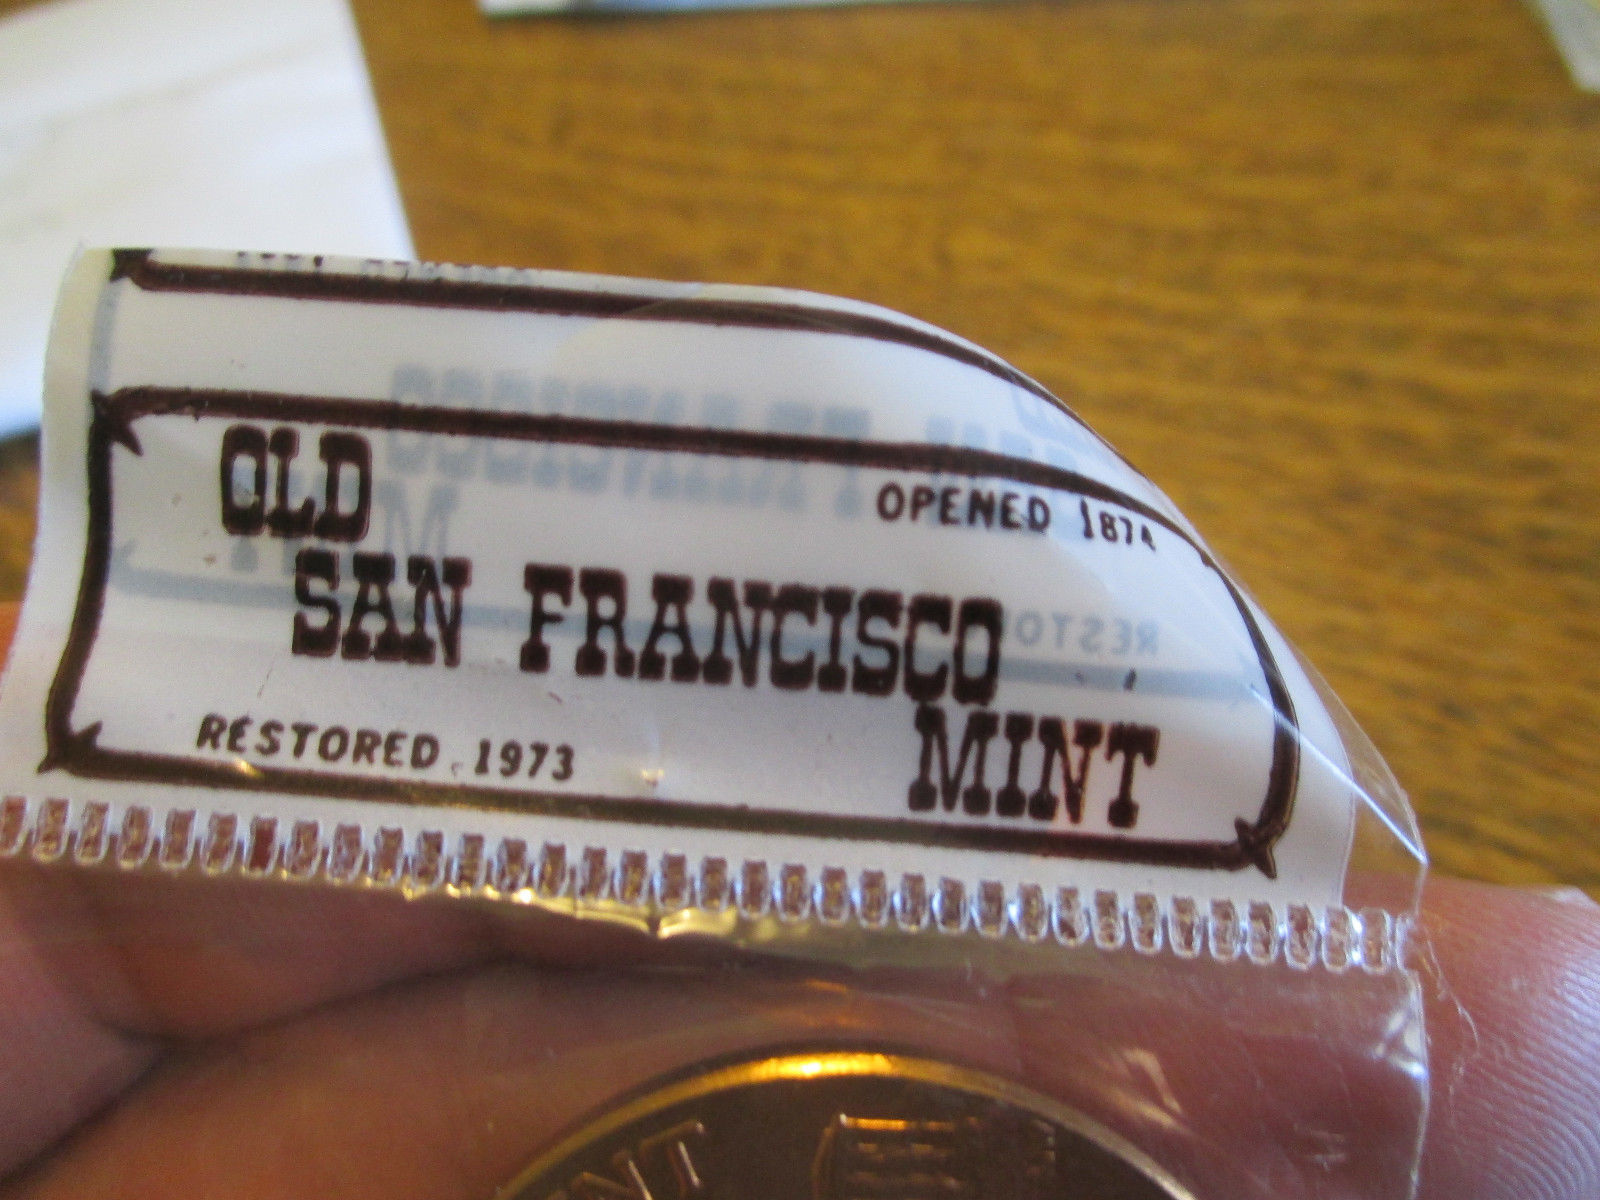 OLD
OPENED 1874
SAN FRANCISCO
MINT
RESTORED 1973